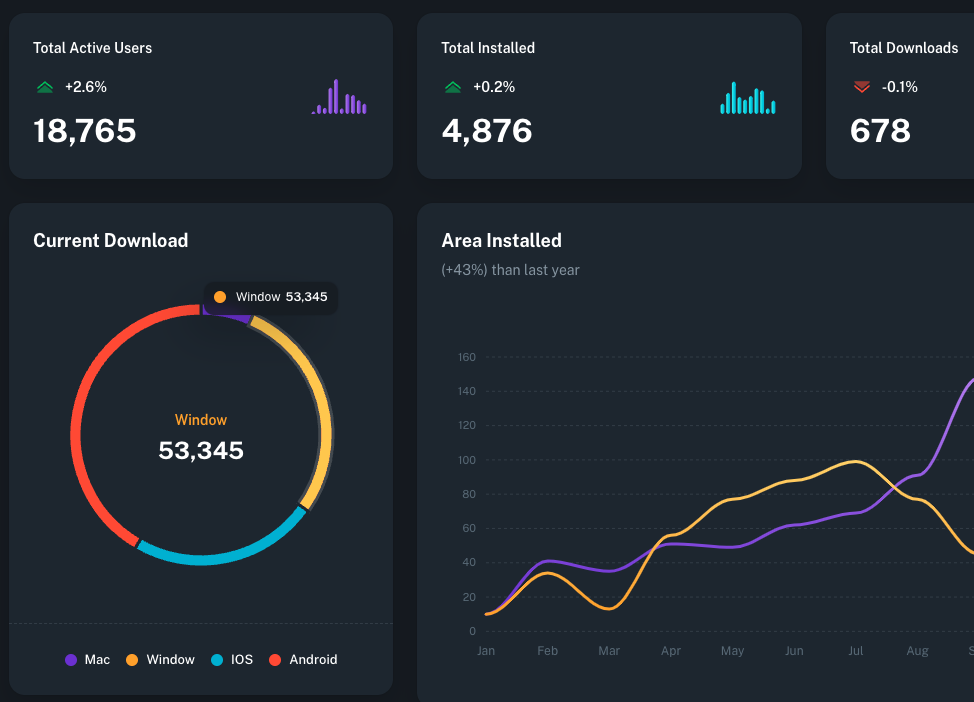 Total Active Users
+2.6%
18,765
Total Installed
+0.2%
4,876
Total Downloads
-0.1%
678
Current Download
Window 53,345
Window
53,345
Mac Window IOS Android
Area Installed
(+43%) than last year
160
140
120
100
80
60
40
20
0
Jan Feb Mar Apr May Jun Jul Aug